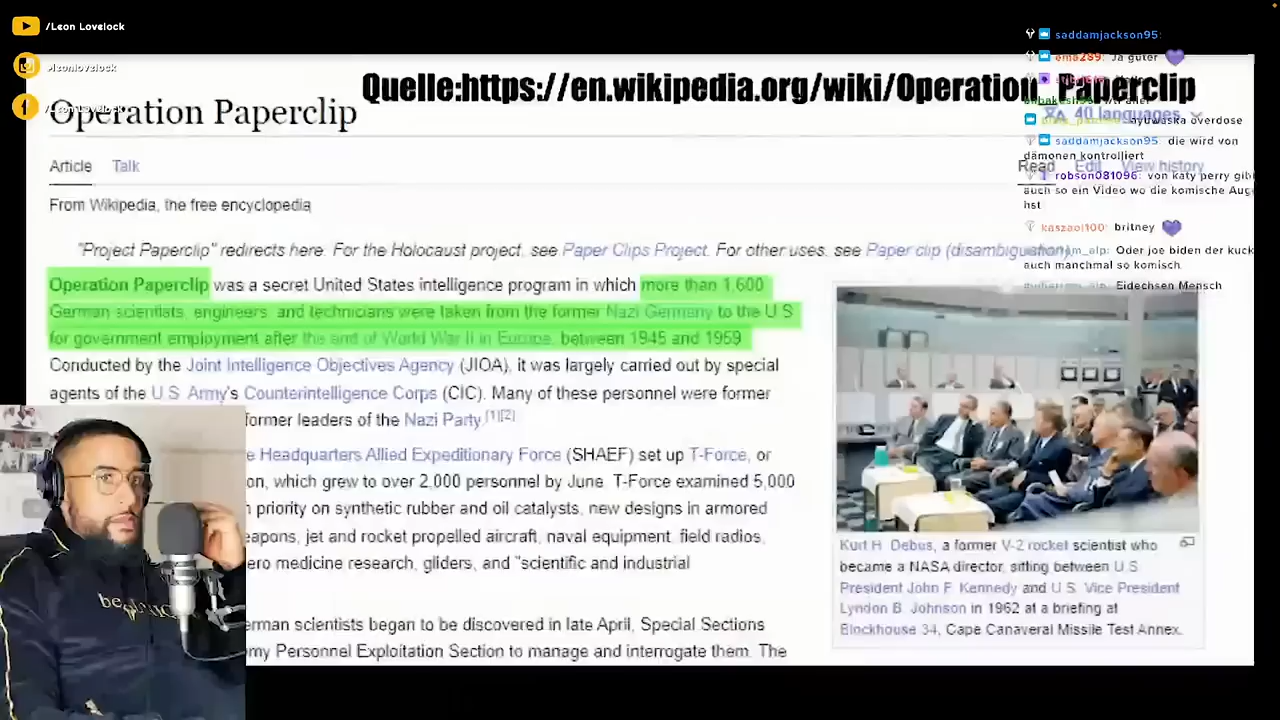 /Leon Lovelock
/leonlovelock
/Leon Lovelock
Quelle:https://en.wikipedia.org/wiki/Operation_Paperclip
Operation Paperclip
40 languages
Article Talk
Read Edit View history
From Wikipedia, the free encyclopedia
"Project Paperclip" redirects here. For the Holocaust project, see Paper Clips Project. For other uses, see Paper clip (disambiguation).
Operation Paperclip was a secret United States intelligence program in which more than 1,600
German scientists, engineers, and technicians were taken from the former Nazi Germany to the U.S
for government employment after the end of World War II in Europe, between 1945 and 1959
Conducted by the Joint Intelligence Objectives Agency (JIOA), it was largely carried out by special
agents of the U.S. Army's Counterintelligence Corps (CIC). Many of these personnel were former
former leaders of the Nazi Party.[1][2]
e Headquarters Allied Expeditionary Force (SHAEF) set up T-Force, or
on, which grew to over 2,000 personnel by June. T-Force examined 5,000
priority on synthetic rubber and oil catalysts, new designs in armored
eapons, jet and rocket propelled aircraft, naval equipment, field radios,
ero medicine research, gliders, and "scientific and industrial
erman scientists began to be discovered in late April, Special Sections
my Personnel Exploitation Section to manage and interrogate them. The
Kurt H. Debus, a former V-2 rocket scientist who
became a NASA director, sitting between U.S.
President John F. Kennedy and U.S. Vice President
Lyndon B. Johnson in 1962 at a briefing at
Blockhouse 34, Cape Canaveral Missile Test Annex.
saddamjackson95:
Ja guter
ayuwaska overdose
saddamjackson95: die wird von
dämonen kontrolliert
robson081096: von katy perry gib
auch so ein Video wo die komische Aug
hst
kaszao1100: britney
Oder joe biden der kuck
auch manchmal so komisch
Eidechsen Mensch